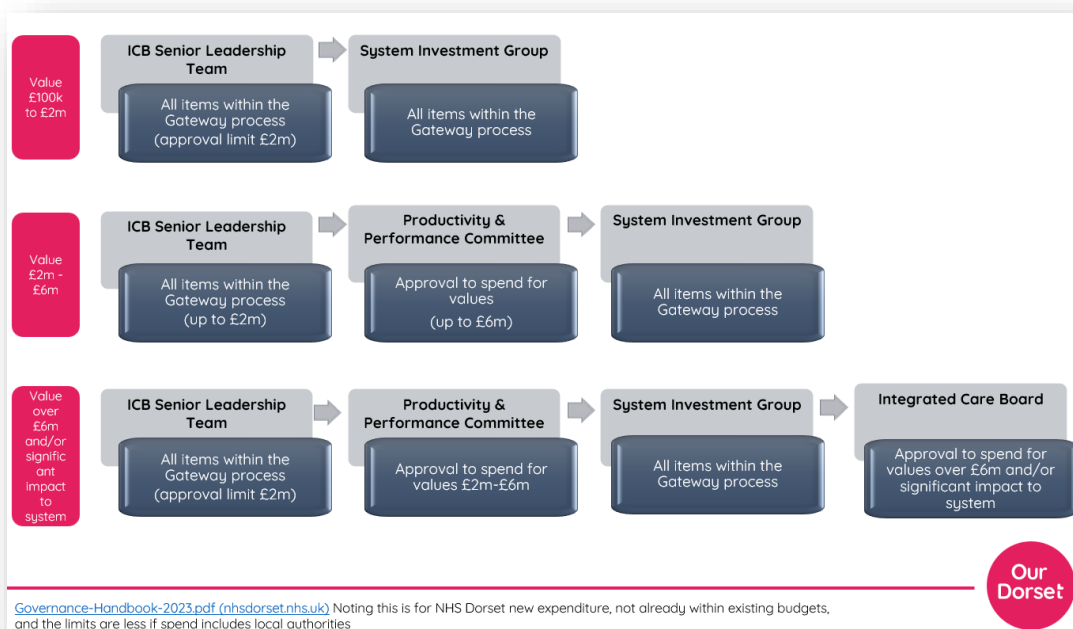 Value
£100k
to £2m
ICB Senior Leadership
Team
All items within the
Gateway process
(approval limit £2m)
System Investment Group
All items within the
Gateway process
Value
£2m -
£6m
ICB Senior Leadership
Team
All items within the
Gateway process
(up to £2m)
Productivity &
Performance Committee
Approval to spend for
values
(up to £6m)
System Investment Group
All items within the
Gateway process
Value
over
£6m
and/or
signific
ant
impact
to
system
ICB Senior Leadership
Team
All items within the
Gateway process
(approval limit £2m)
Productivity &
Performance Committee
Approval to spend for
values £2m-£6m
System Investment Group
All items within the
Gateway process
Integrated Care Board
Approval to spend for
values over £6m and/or
significant impact to
system
Our
Dorset
Governance-Handbook-2023.pdf (nhsdorset.nhs.uk) Noting this is for NHS Dorset new expenditure, not already within existing budgets,
and the limits are less if spend includes local authorities